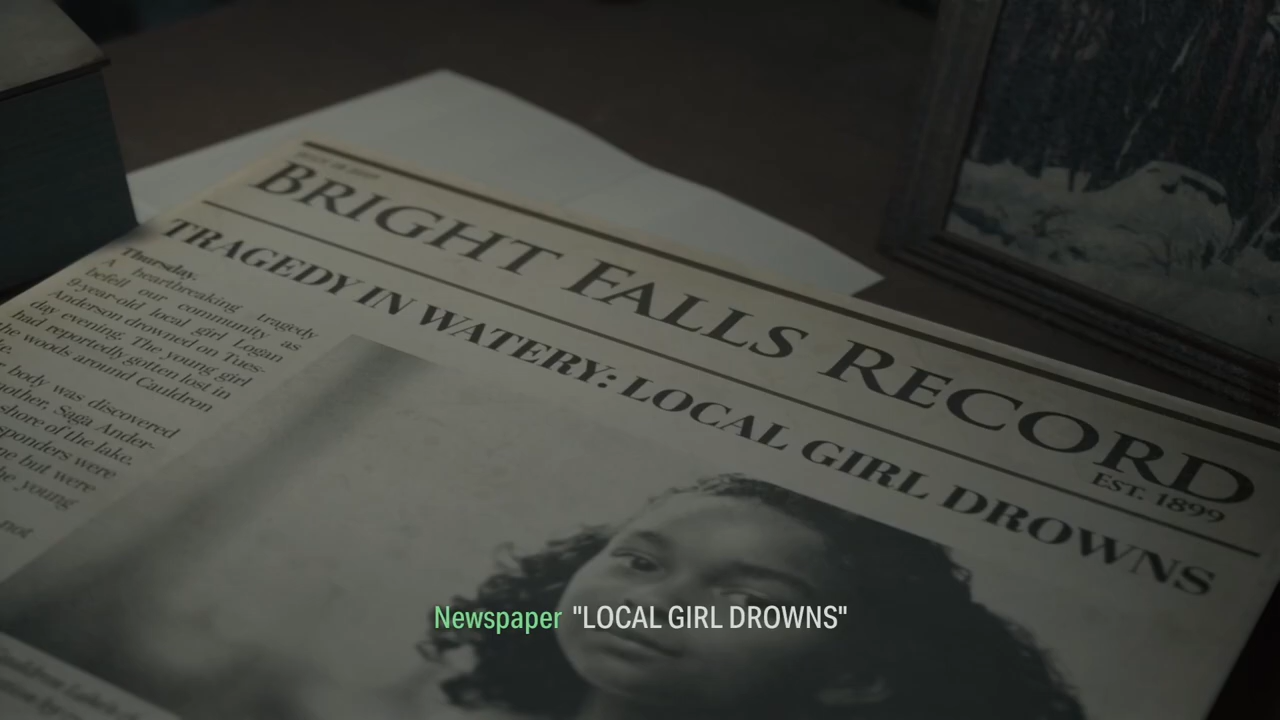 BRIGHT FALLS RECORD
EST. 1899
TRAGEDY IN WATERY: LOCAL GIRL DROWNS
Thursday.
A heartbreaking tragedy
befell our community as
9-year-old local girl Logan
Anderson drowned on Tues-
day evening. The young girl
had reportedly gotten lost in
the woods around Cauldron
body was discovered
mother, Saga Ander-
shore of the lake.
sponders were
but were
young
not
Newspaper "LOCAL GIRL DROWNS"